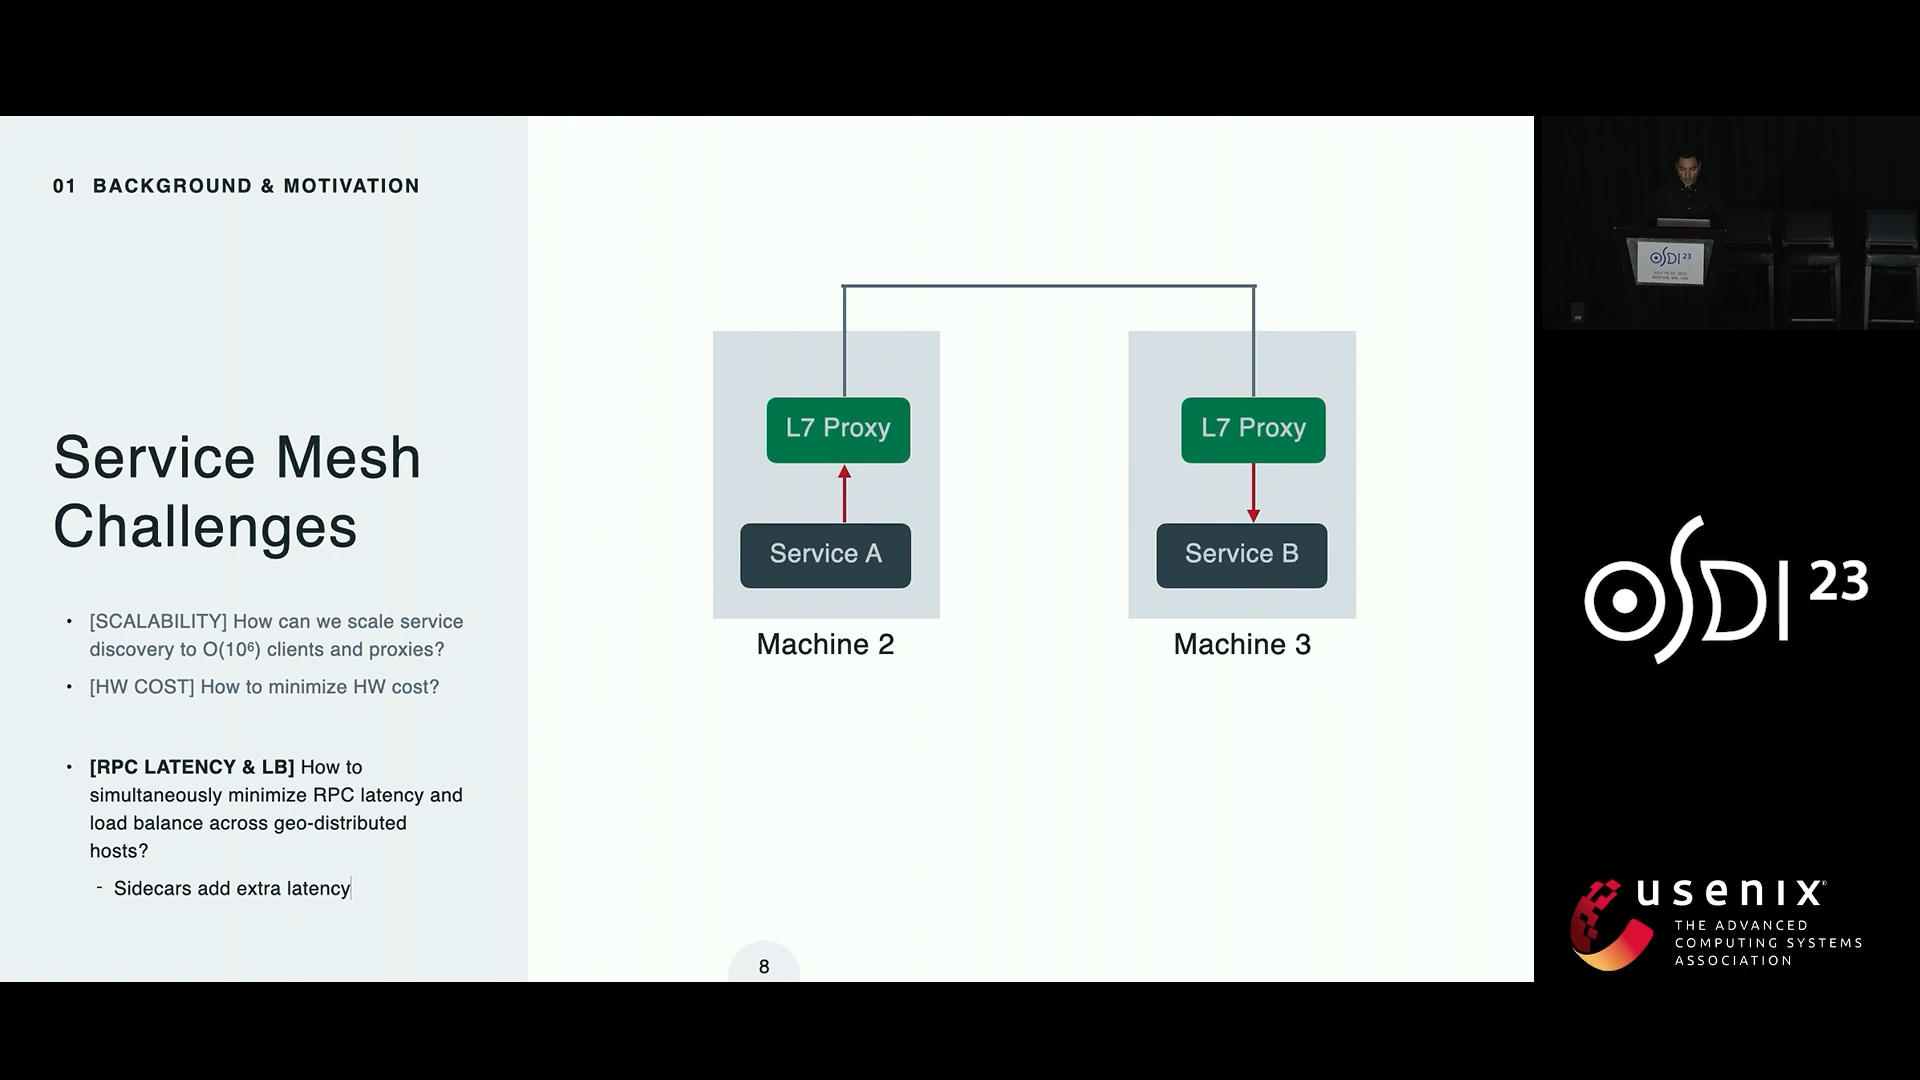 01 BACKGROUND & MOTIVATION
Service Mesh
Challenges
• [SCALABILITY] How can we scale service
discovery to O(10⁶) clients and proxies?
• [HW COST] How to minimize HW cost?
• [RPC LATENCY & LB] How to
simultaneously minimize RPC latency and
load balance across geo-distributed
hosts?
- Sidecars add extra latency
L7 Proxy
Service A
Machine 2
L7 Proxy
Service B
Machine 3
8
OSDI 23
OSDI 23
usenix
THE ADVANCED
COMPUTING SYSTEMS
ASSOCIATION